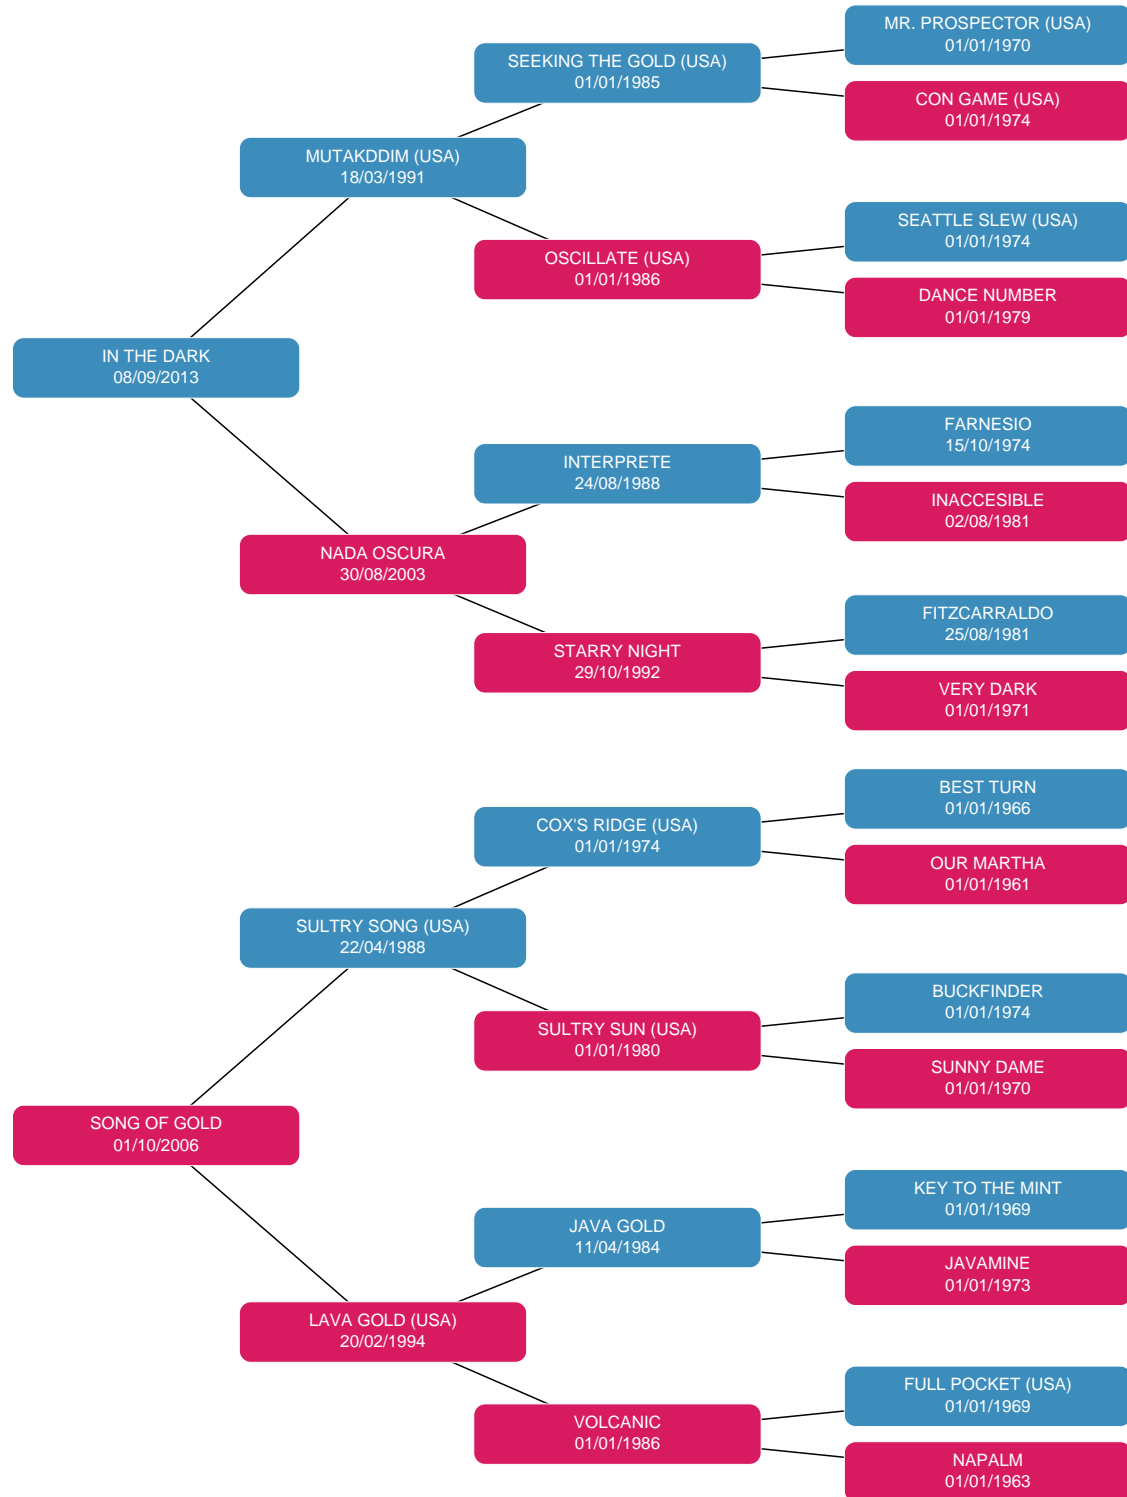 MR. PROSPECTOR (USA)
01/01/1970
SEEKING THE GOLD (USA)
01/01/1985
CON GAME (USA)
01/01/1974
MUTAKDDIM (USA)
18/03/1991
SEATTLE SLEW (USA)
01/01/1974
OSCILLATE (USA)
01/01/1986
DANCE NUMBER
01/01/1979
IN THE DARK
08/09/2013
FARNESIO
15/10/1974
INTERPRETE
24/08/1988
INACCESIBLE
02/08/1981
NADA OSCURA
30/08/2003
FITZCARRALDO
25/08/1981
STARRY NIGHT
29/10/1992
VERY DARK
01/01/1971
BEST TURN
01/01/1966
COX'S RIDGE (USA)
01/01/1974
OUR MARTHA
01/01/1961
SULTRY SONG (USA)
22/04/1988
BUCKFINDER
01/01/1974
SULTRY SUN (USA)
01/01/1980
SUNNY DAME
01/01/1970
SONG OF GOLD
01/10/2006
KEY TO THE MINT
01/01/1969
JAVA GOLD
11/04/1984
JAVAMINE
01/01/1973
LAVA GOLD (USA)
20/02/1994
FULL POCKET (USA)
01/01/1969
VOLCANIC
01/01/1986
NAPALM
01/01/1963